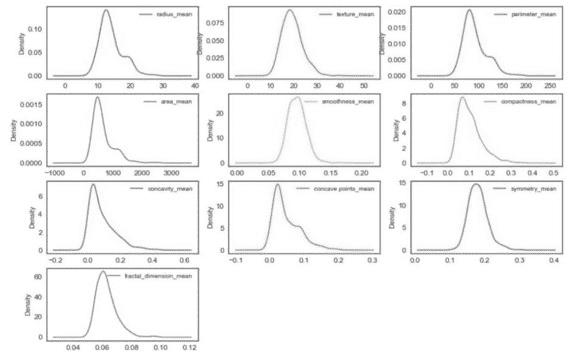 radius_mean
texture_mean
perimeter_mean
Density
0.10
0.05
0.00
0 10 20 30 40
Density
0.075
0.050
0.025
0.000
0 10 20 30 40 50
Density
0.020
0.015
0.010
0.005
0.000
0 50 100 150 200 250
area_mean
smoothness_mean
compactness_mean
Density
0.0015
0.0010
0.0005
0.0000
−1000 0 1000 2000 3000
Density
20
10
0
0.00 0.05 0.10 0.15 0.20
Density
8
6
4
2
0
−0.1 0.0 0.1 0.2 0.3 0.4 0.5
concavity_mean
concave points_mean
symmetry_mean
Density
6
4
2
0
−0.2 0.0 0.2 0.4 0.6
Density
15
10
5
0
−0.1 0.0 0.1 0.2 0.3
Density
15
10
5
0
0.0 0.1 0.2 0.3 0.4
fractal_dimension_mean
Density
60
40
20
0
0.04 0.06 0.08 0.10 0.12